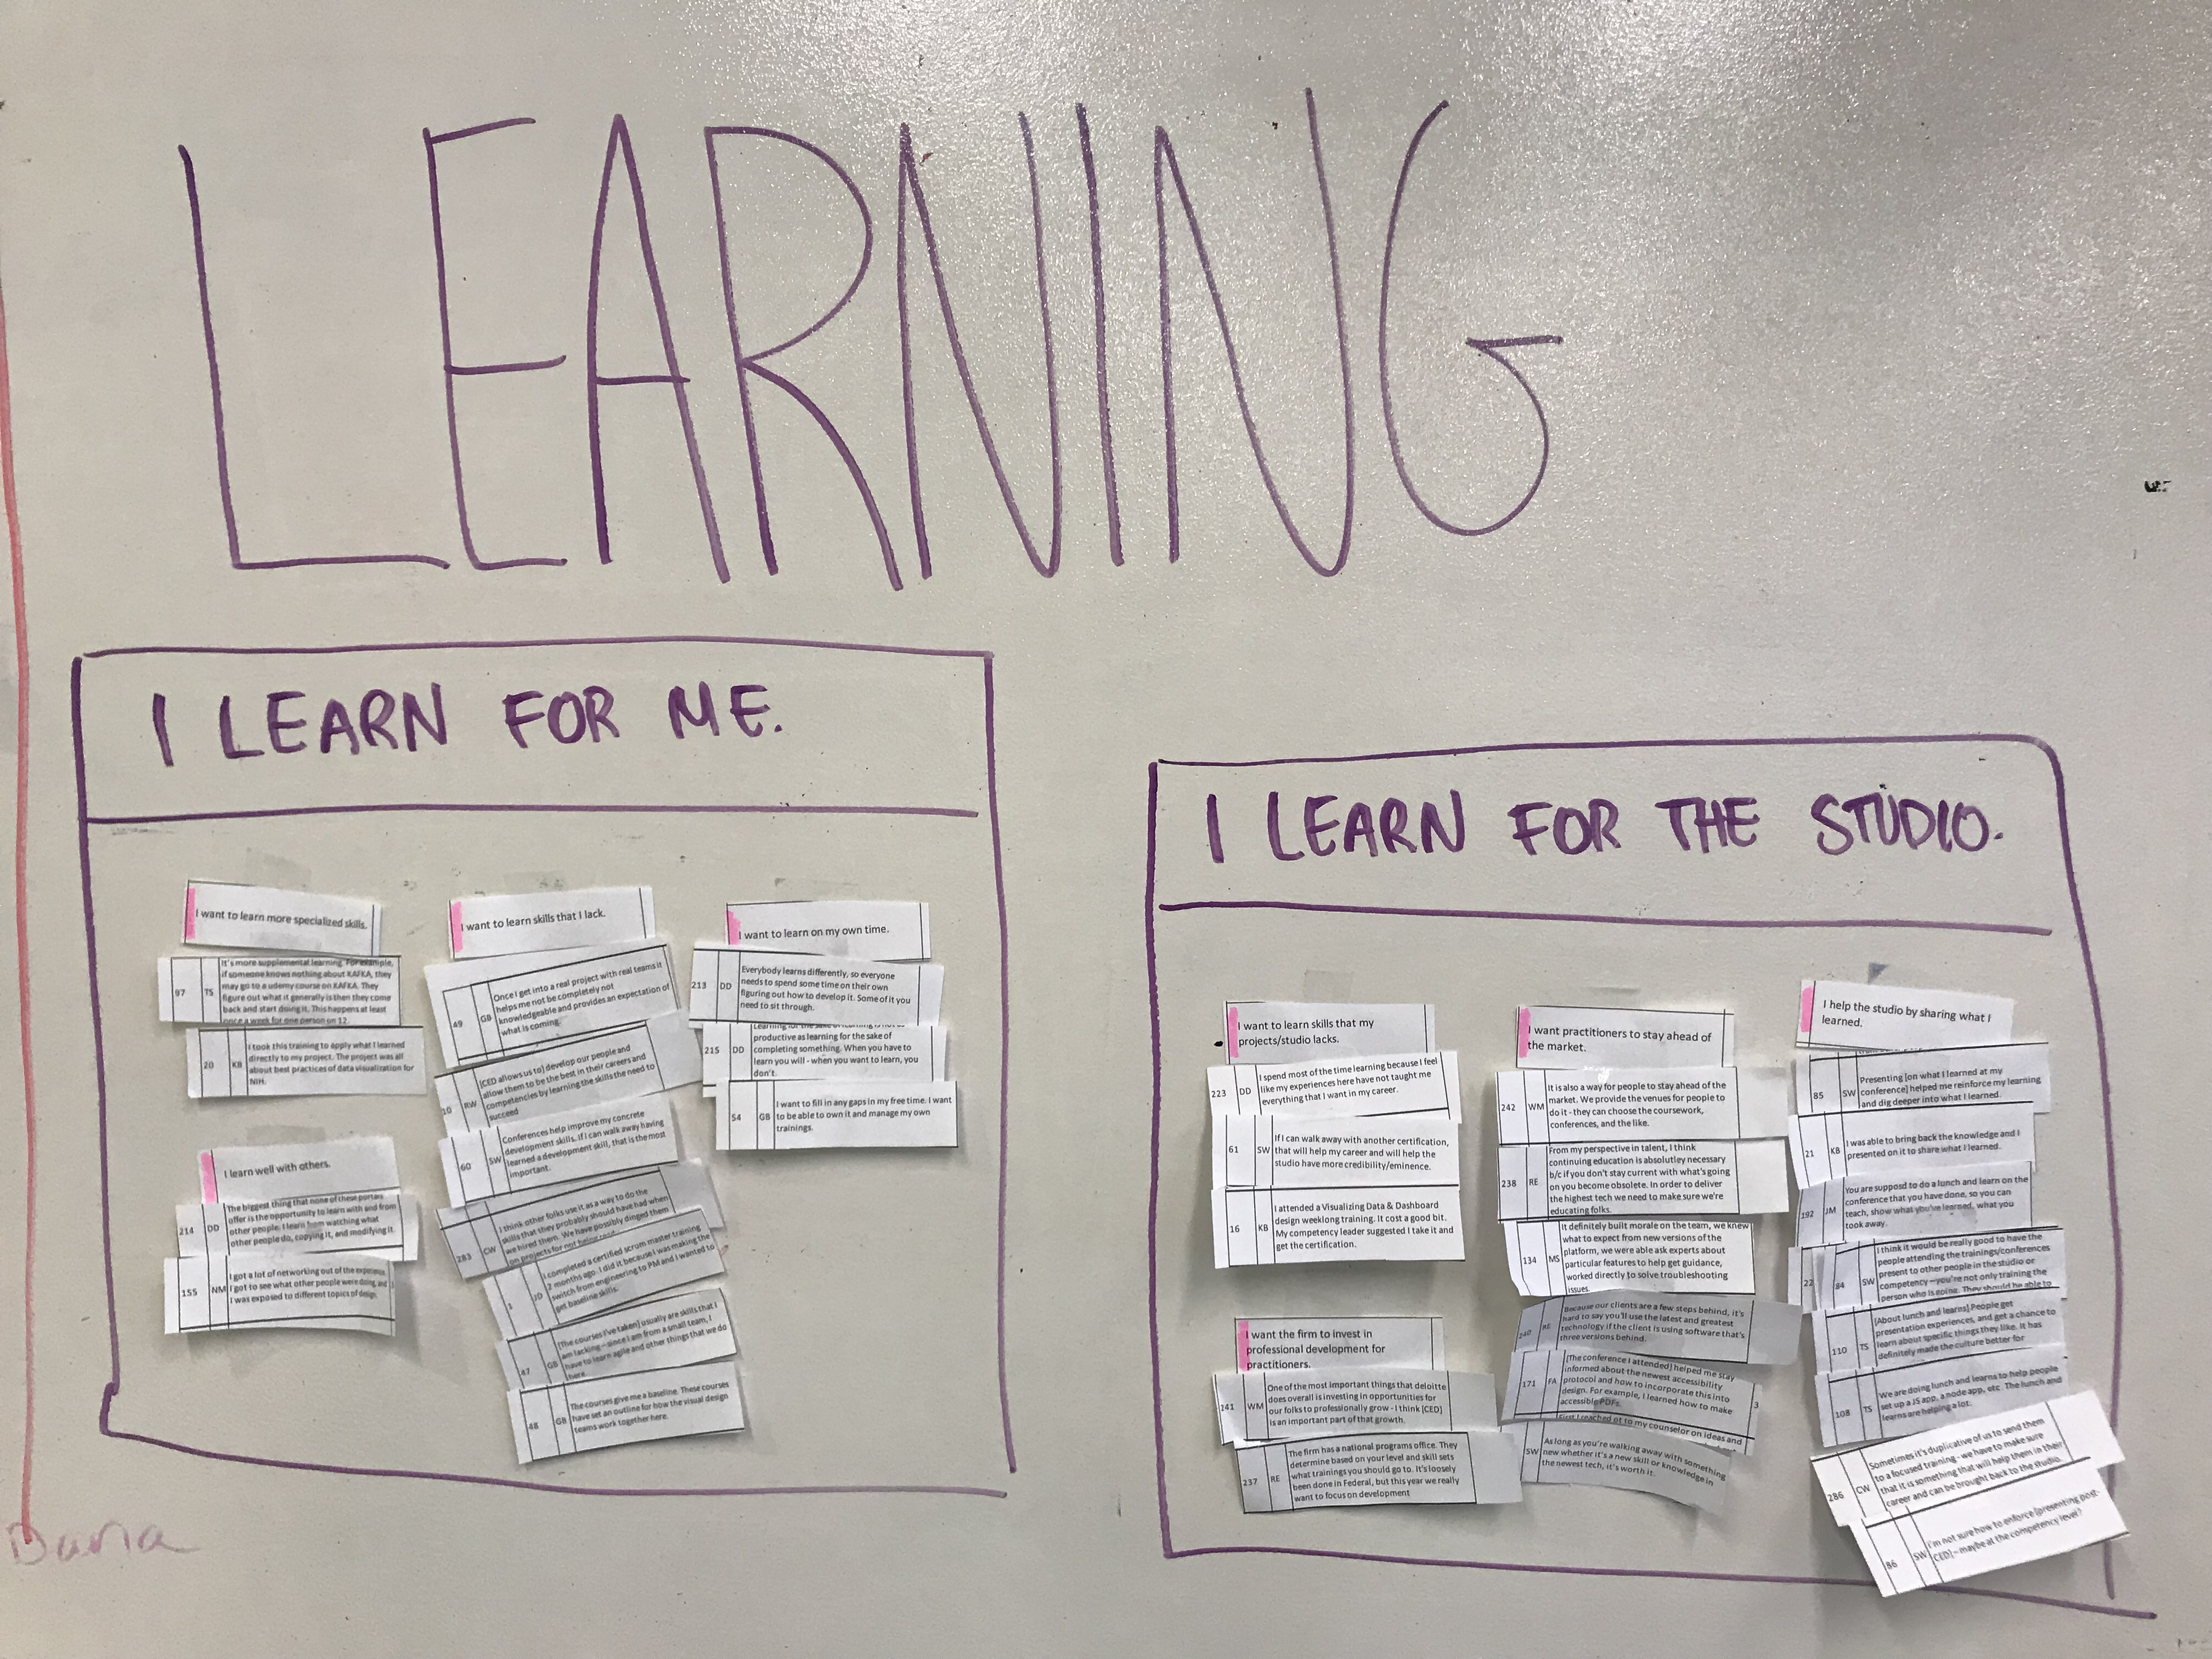 LEARNING
I LEARN FOR ME.
I want to learn more specialized skills.
97 TS
It's more supplemental learning. For example,
if someone knows nothing about KAFKA, they
may go to a udemy course on KAFKA. They
figure out what it generally is then they come
back and start doing it. This happens at least
once a week for one person on 12
20 KB
I took this training to apply what I learned
directly to my project. The project was all
about best practices of data visualization for
NIH.
I learn well with others.
214 DD
The biggest thing that none of these portals
offer is the opportunity to learn with and from
other people. I learn from watching what
other people do, copying it, and modifying it.
155 NM
I got a lot of networking out of the experience.
I got to see what other people were doing and
I was exposed to different topics of design.
I want to learn skills that I lack.
49 GB
Once I get into a real project with real teams it
helps me not be completely not
knowledgeable and provides an expectation of
what is coming.
10 RW
[CED allows us to] develop our people and
allow them to be the best in their careers and
competencies by learning the skills the need to
succeed
60 SW
Conferences help improve my concrete
development skills. If I can walk away having
learned a development skill, that is the most
important.
283 CW
I think other folks use it as a way to do the
skills that they probably should have had when
we hired them. We have possibly dinged them
on projects for not being
1 JD
I completed a certified scrum master training
2 months ago. I did it because I was making the
switch from engineering to PM and I wanted to
get baseline skills.
47 GB
[The courses I've taken] usually are skills that I
am lacking – since I am from a small team, I
have to learn agile and other things that we do
here.
48 GB
The courses give me a baseline. These courses
have set an outline for how the visual design
teams work together here.
I want to learn on my own time.
213 DD
Everybody learns differently, so everyone
needs to spend some time on their own
figuring out how to develop it. Some of it you
need to sit through.
215 DD
Learning for the sake of learning is not as
productive as learning for the sake of
completing something. When you have to
learn you will - when you want to learn, you
don't.
54 GB
I want to fill in any gaps in my free time. I want
to be able to own it and manage my own
trainings.
I LEARN FOR THE STUDIO.
I want to learn skills that my
projects/studio lacks.
223 DD
I spend most of the time learning because I feel
like my experiences here have not taught me
everything that I want in my career.
61 SW
If I can walk away with another certification,
that will help my career and will help the
studio have more credibility/eminence.
16 KB
I attended a Visualizing Data & Dashboard
design weeklong training. It cost a good bit.
My competency leader suggested I take it and
get the certification.
I want the firm to invest in
professional development for
practitioners.
241 WM
One of the most important things that deloitte
does overall is investing in opportunities for
our folks to professionally grow - I think [CED]
is an important part of that growth.
237 RE
The firm has a national programs office. They
determine based on your level and skill sets
what trainings you should go to. It's loosely
been done in Federal, but this year we really
want to focus on development
I want practitioners to stay ahead of
the market.
242 WM
It is also a way for people to stay ahead of the
market. We provide the venues for people to
do it - they can choose the coursework,
conferences, and the like.
238 RE
From my perspective in talent, I think
continuing education is absolutley necessary
b/c if you don't stay current with what's going
on you become obsolete. In order to deliver
the highest tech we need to make sure we're
educating folks.
134 MS
It definitely built morale on the team, we knew
what to expect from new versions of the
platform, we were able ask experts about
particular features to help get guidance,
worked directly to solve troubleshooting
issues.
240 RE
Because our clients are a few steps behind, it's
hard to say you'll use the latest and greatest
technology if the client is using software that's
three versions behind.
171 FA
[The conference I attended] helped me stay
informed about the newest accessibility
protocol and how to incorporate this into
design. For example, I learned how to make
accessible PDFs.
3
First I reached ot to my counselor on ideas and
SW
As long as you're walking away with something
new whether it's a new skill or knowledge in
the newest tech, it's worth it.
I help the studio by sharing what I
learned.
85 SW
Presenting [on what I learned at my
conference] helped me reinforce my learning
and dig deeper into what I learned.
21 KB
I was able to bring back the knowledge and I
presented on it to share what I learned.
192 JM
You are supposd to do a lunch and learn on the
conference that you have done, so you can
teach, show what you've learned, what you
took away.
22
84 SW
I think it would be really good to have the
people attending the trainings/conferences
present to other people in the studio or
competency – you're not only training the
person who is going. They should be able to
110 TS
[About lunch and learns] People get
presentation experiences, and get a chance to
learn about specific things they like. It has
definitely made the culture better for
108 TS
We are doing lunch and learns to help people
set up a JS app, a node app, etc. The lunch and
learns are helping a lot.
286 CW
Sometimes it's duplicative of us to send them
to a focused training - we have to make sure
that it is something that will help them in their
career and can be brought back to the studio.
86 SW
I'm not sure how to enforce [presenting post-
CED] – maybe at the competency level?